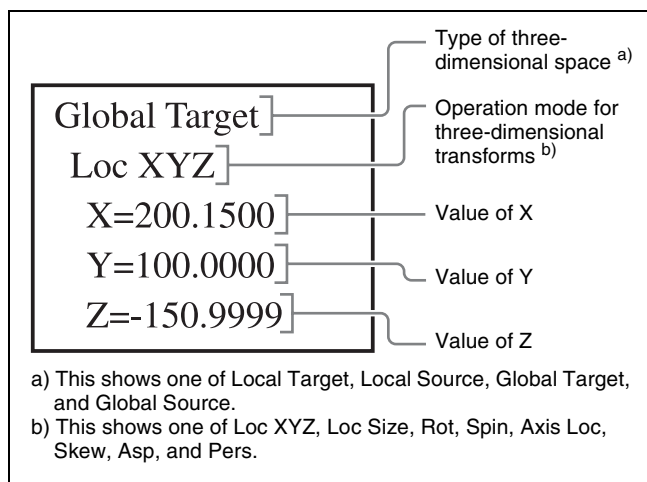 Global Target
Loc XYZ
X=200.1500
Y=100.0000
Z=-150.9999
Type of three-
dimensional space a)
Operation mode for
three-dimensional
transforms b)
Value of X
Value of Y
Value of Z
a) This shows one of Local Target, Local Source, Global Target,
and Global Source.
b) This shows one of Loc XYZ, Loc Size, Rot, Spin, Axis Loc,
Skew, Asp, and Pers.